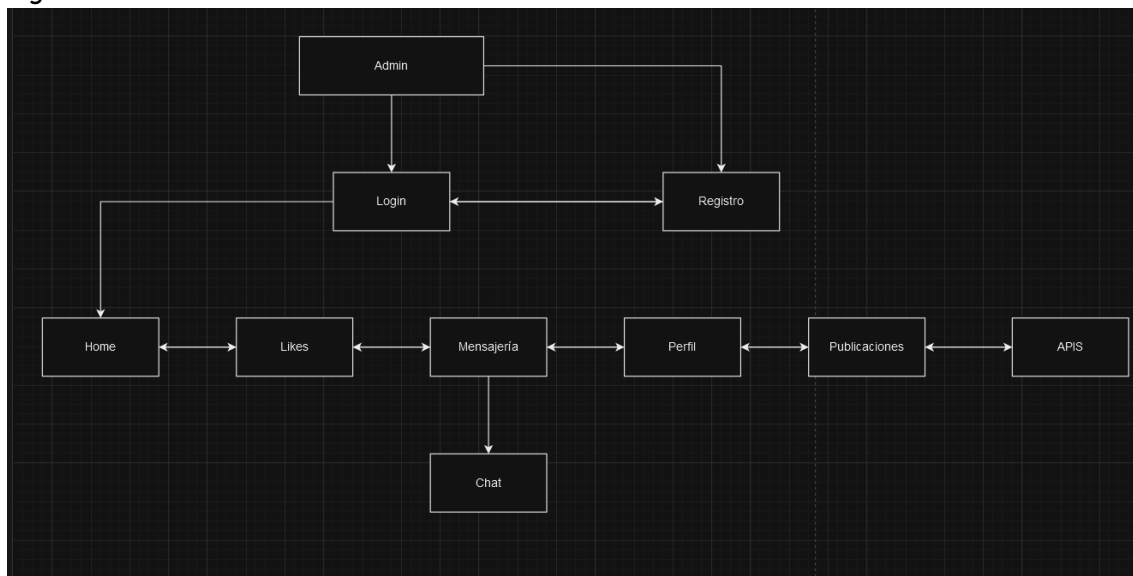 Admin
Login
Registro
Home
Likes
Mensajería
Perfil
Publicaciones
APIS
Chat